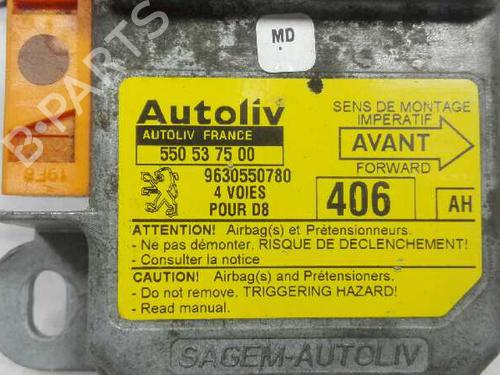 MD
B-PARTS
19F8
Autoliv
AUTOLIV FRANCE
550 53 75 00
9630550780
4 VOIES
POUR D8
SENS DE MONTAGE
IMPERATIF
AVANT
FORWARD
406
AH
ATTENTION! Airbag(s) et Prétensionneurs.
- Ne pas démonter. RISQUE DE DECLENCHEMENT!
- Consulter la notice
CAUTION! Airbag(s) and Pretensioners.
- Do not remove. TRIGGERING HAZARD!
- Read manual.
SAGEM-AUTOLIV